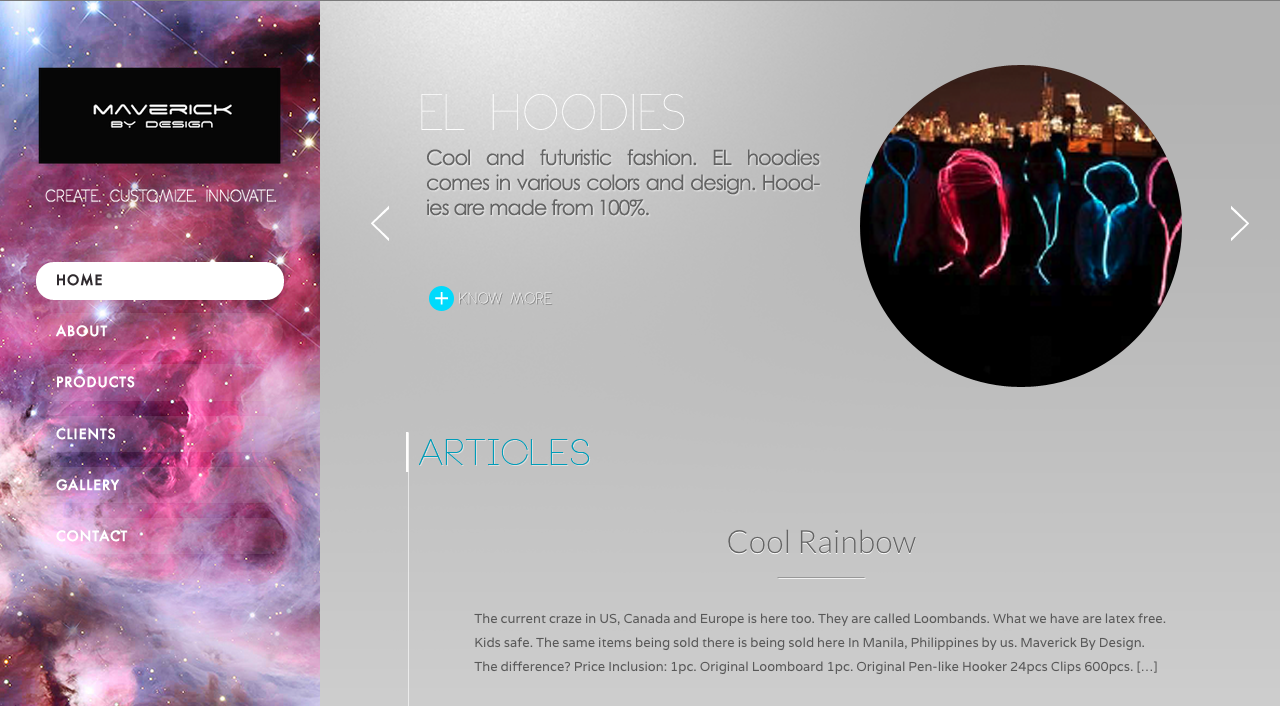 MAVERICK
BY DESIGN
CREATE. CUSTOMIZE. INNOVATE.
HOME
ABOUT
PRODUCTS
CLIENTS
GALLERY
CONTACT
EL HOODIES
Cool and futuristic fashion. EL hoodies
comes in various colors and design. Hood-
ies are made from 100%.
KNOW MORE
ARTICLES
Cool Rainbow
The current craze in US, Canada and Europe is here too. They are called Loombands. What we have are latex free.
Kids safe. The same items being sold there is being sold here In Manila, Philippines by us. Maverick By Design.
The difference? Price Inclusion: 1pc. Original Loomboard 1pc. Original Pen-like Hooker 24pcs Clips 600pcs. [...]